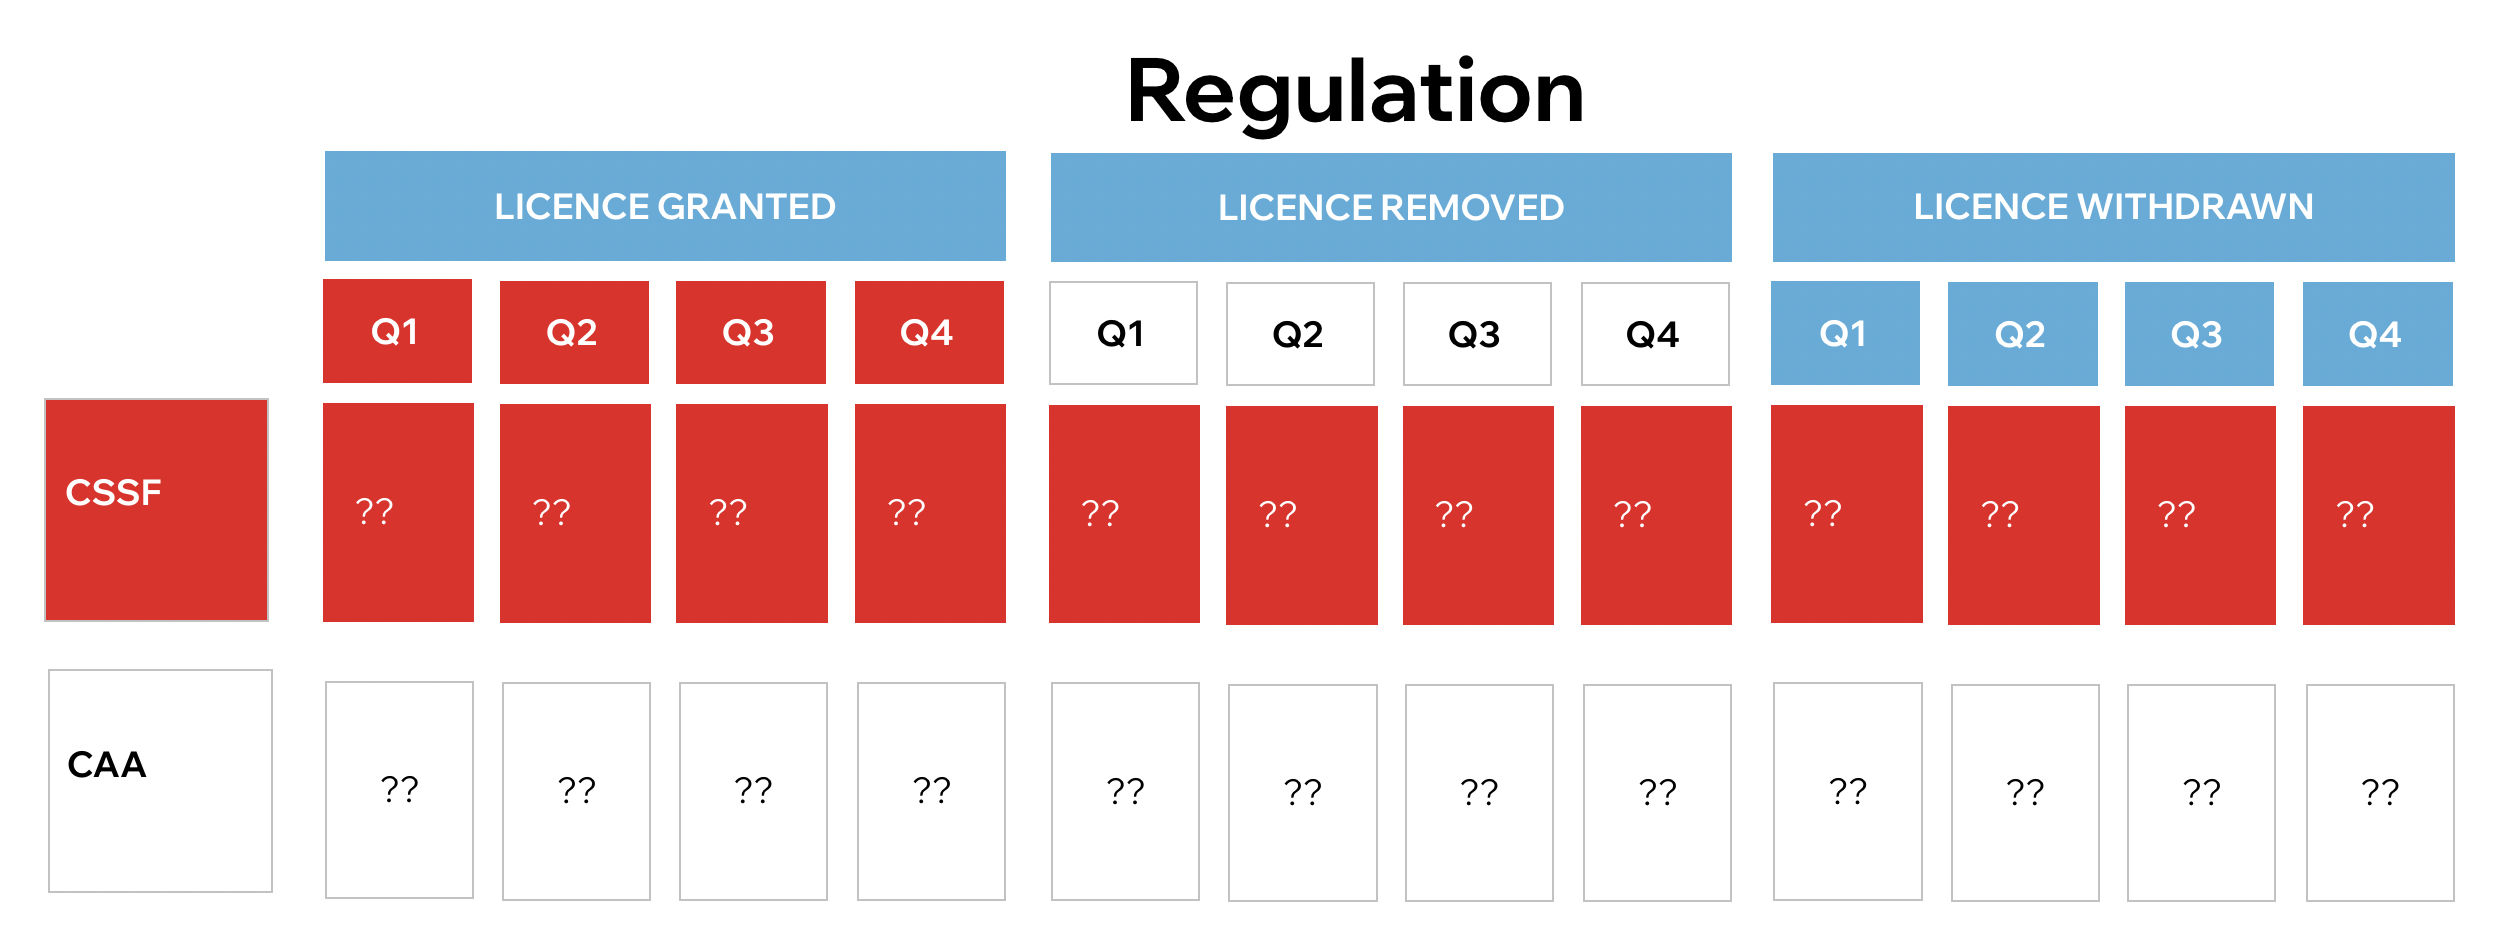 Regulation
LICENCE GRANTED LICENCE REMOVED LICENCE WITHDRAWN
Q1 Q2 Q3 Q4 Q1 Q2 Q3 Q4 Q1 Q2 Q3 Q4
CSSF ?? ?? ?? ?? ?? ?? ?? ?? ?? ?? ?? ??
CAA ?? ?? ?? ?? ?? ?? ?? ?? ?? ?? ?? ??